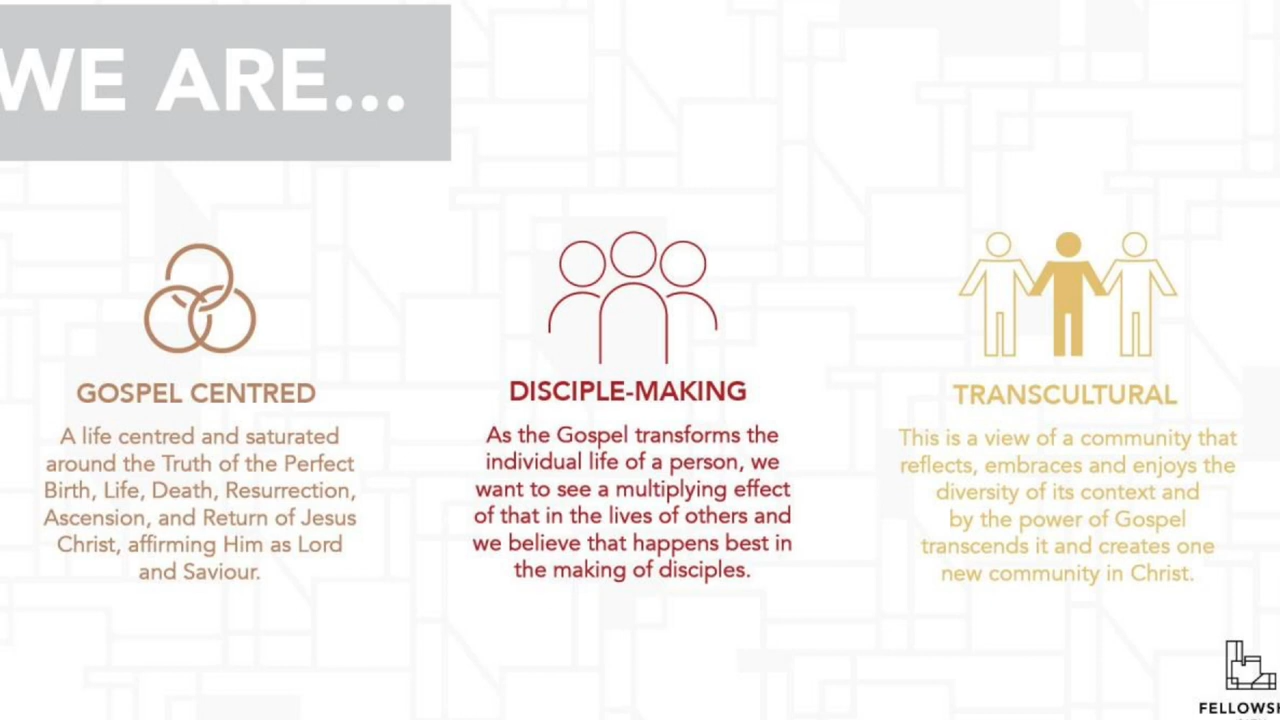 WE ARE...
GOSPEL CENTRED
A life centred and saturated
around the Truth of the Perfect
Birth, Life, Death, Resurrection,
Ascension, and Return of Jesus
Christ, affirming Him as Lord
and Saviour.
DISCIPLE-MAKING
As the Gospel transforms the
individual life of a person, we
want to see a multiplying effect
of that in the lives of others and
we believe that happens best in
the making of disciples.
TRANSCULTURAL
This is a view of a community that
reflects, embraces and enjoys the
diversity of its context and
by the power of Gospel
transcends it and creates one
new community in Christ.